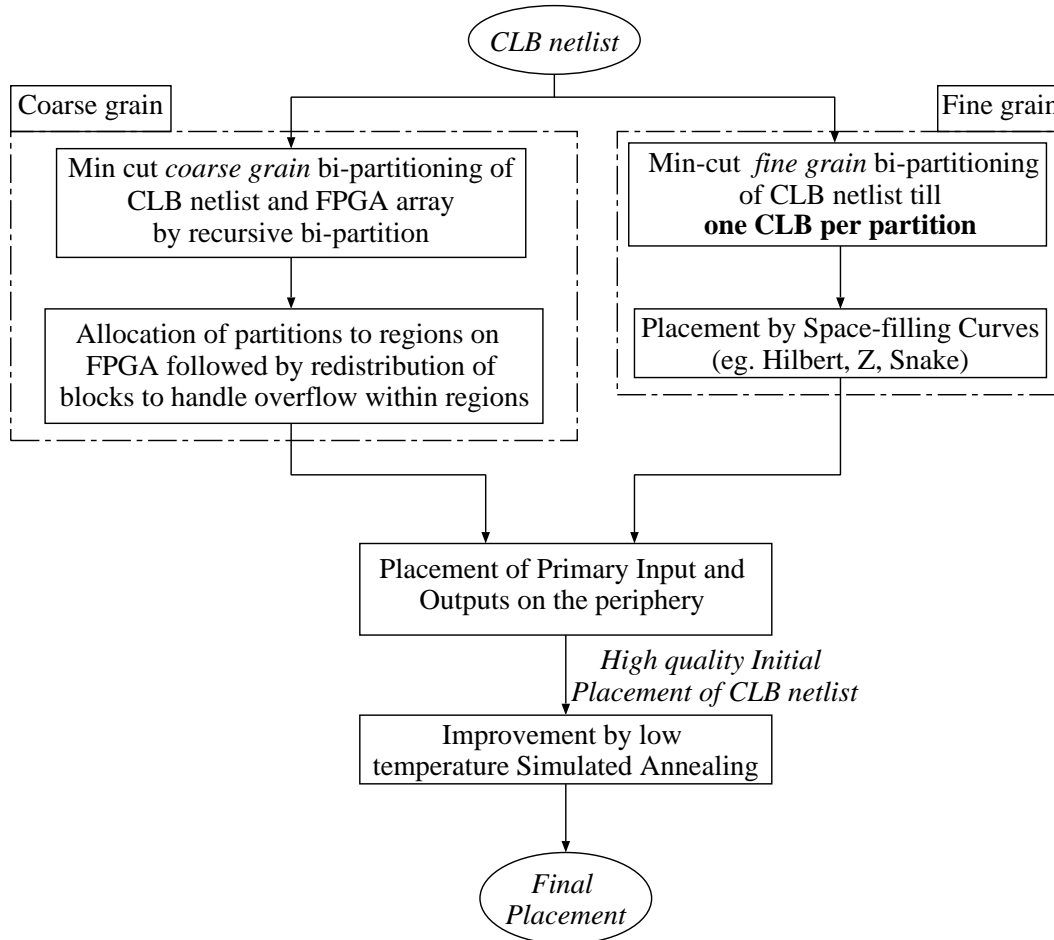 CLB netlist
Coarse grain
Fine grain
Min cut coarse grain bi-partitioning of
CLB netlist and FPGA array
by recursive bi-partition
Min-cut fine grain bi-partitioning
of CLB netlist till
one CLB per partition
Allocation of partitions to regions on
FPGA followed by redistribution of
blocks to handle overflow within regions
Placement by Space-filling Curves
(eg. Hilbert, Z, Snake)
Placement of Primary Input and
Outputs on the periphery
High quality Initial
Placement of CLB netlist
Improvement by low
temperature Simulated Annealing
Final
Placement